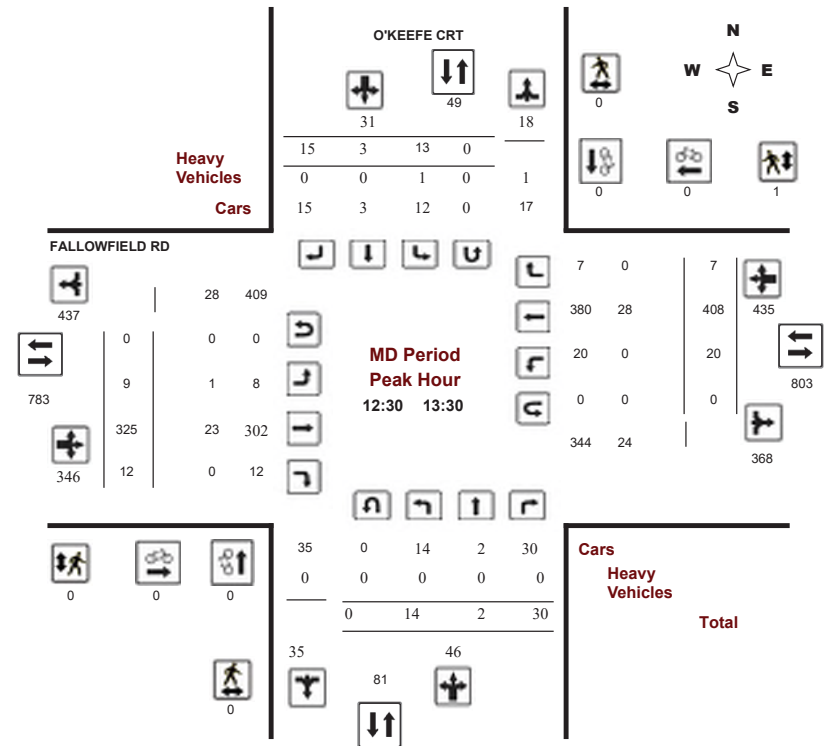 O'KEEFE CRT
N
W E
S
49
0
31 18
15 3 13 0
Heavy
Vehicles
0 0 1 0 1
Cars 15 3 12 0 17
0 0 1
FALLOWFIELD RD
437
28 409
7 0 7
380 28 408 435
0 0 0
MD Period
Peak Hour
12:30 13:30
20 0 20
783
9 1 8
0 0 0
803
325 23 302
346
12 0 12
344 24
368
35 0 14 2 30 Cars
0 0 0 0 0 Heavy
Vehicles
0 14 2 30 Total
0 0 0
35 46
81
0